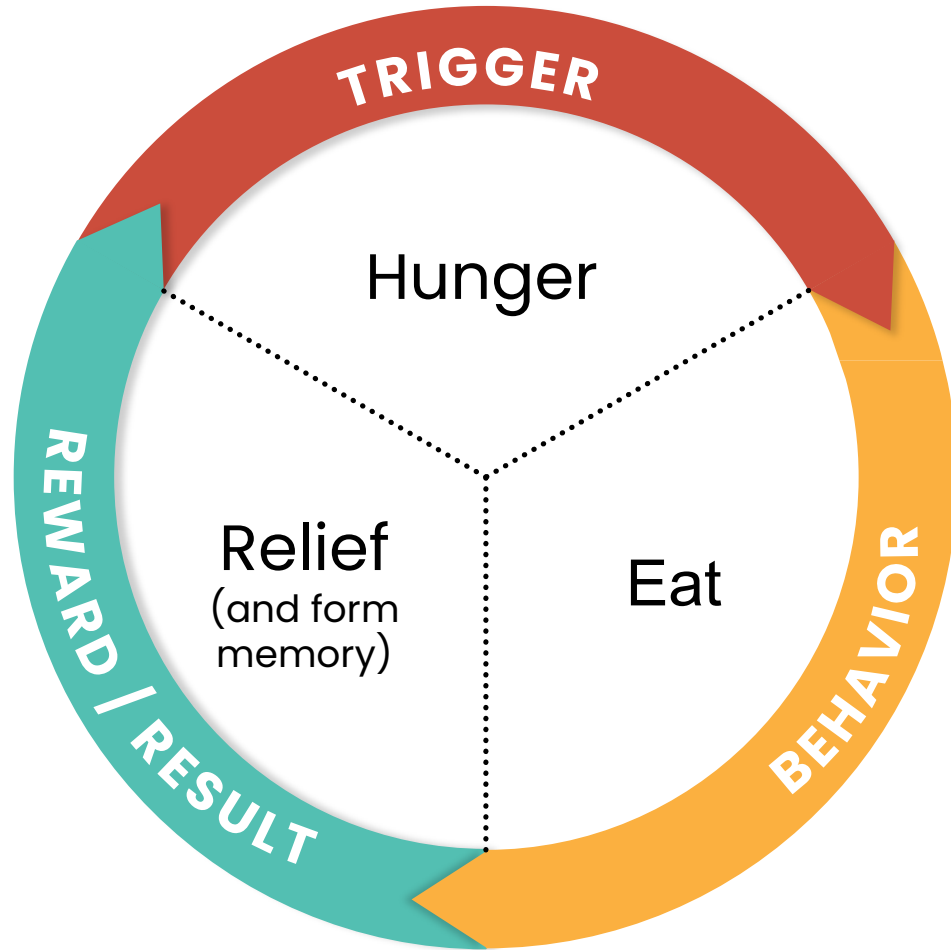 TRIGGER
Hunger
Eat
BEHAVIOR
Relief
(and form
memory)
REWARD / RESULT